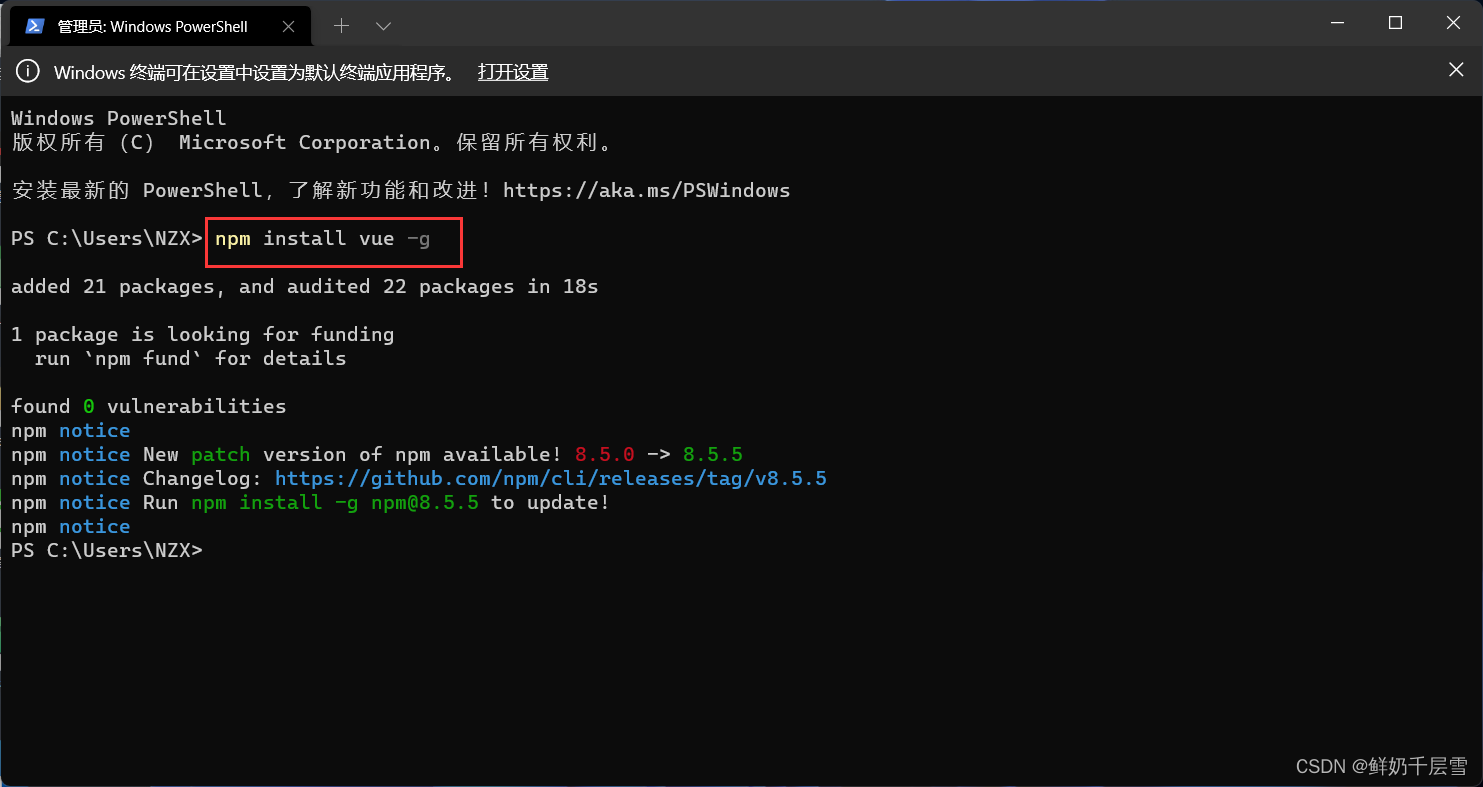 管理员: Windows PowerShell
Windows 终端可在设置中设置为默认终端应用程序。 打开设置
Windows PowerShell
版权所有（C） Microsoft Corporation。保留所有权利。
安装最新的 PowerShell，了解新功能和改进！https://aka.ms/PSWindows
PS C:\Users\NZX> npm install vue -g
added 21 packages, and audited 22 packages in 18s
1 package is looking for funding
run `npm fund` for details
found 0 vulnerabilities
npm notice
npm notice New patch version of npm available! 8.5.0 -> 8.5.5
npm notice Changelog: https://github.com/npm/cli/releases/tag/v8.5.5
npm notice Run npm install -g npm@8.5.5 to update!
npm notice
PS C:\Users\NZX>
CSDN @鲜奶千层雪